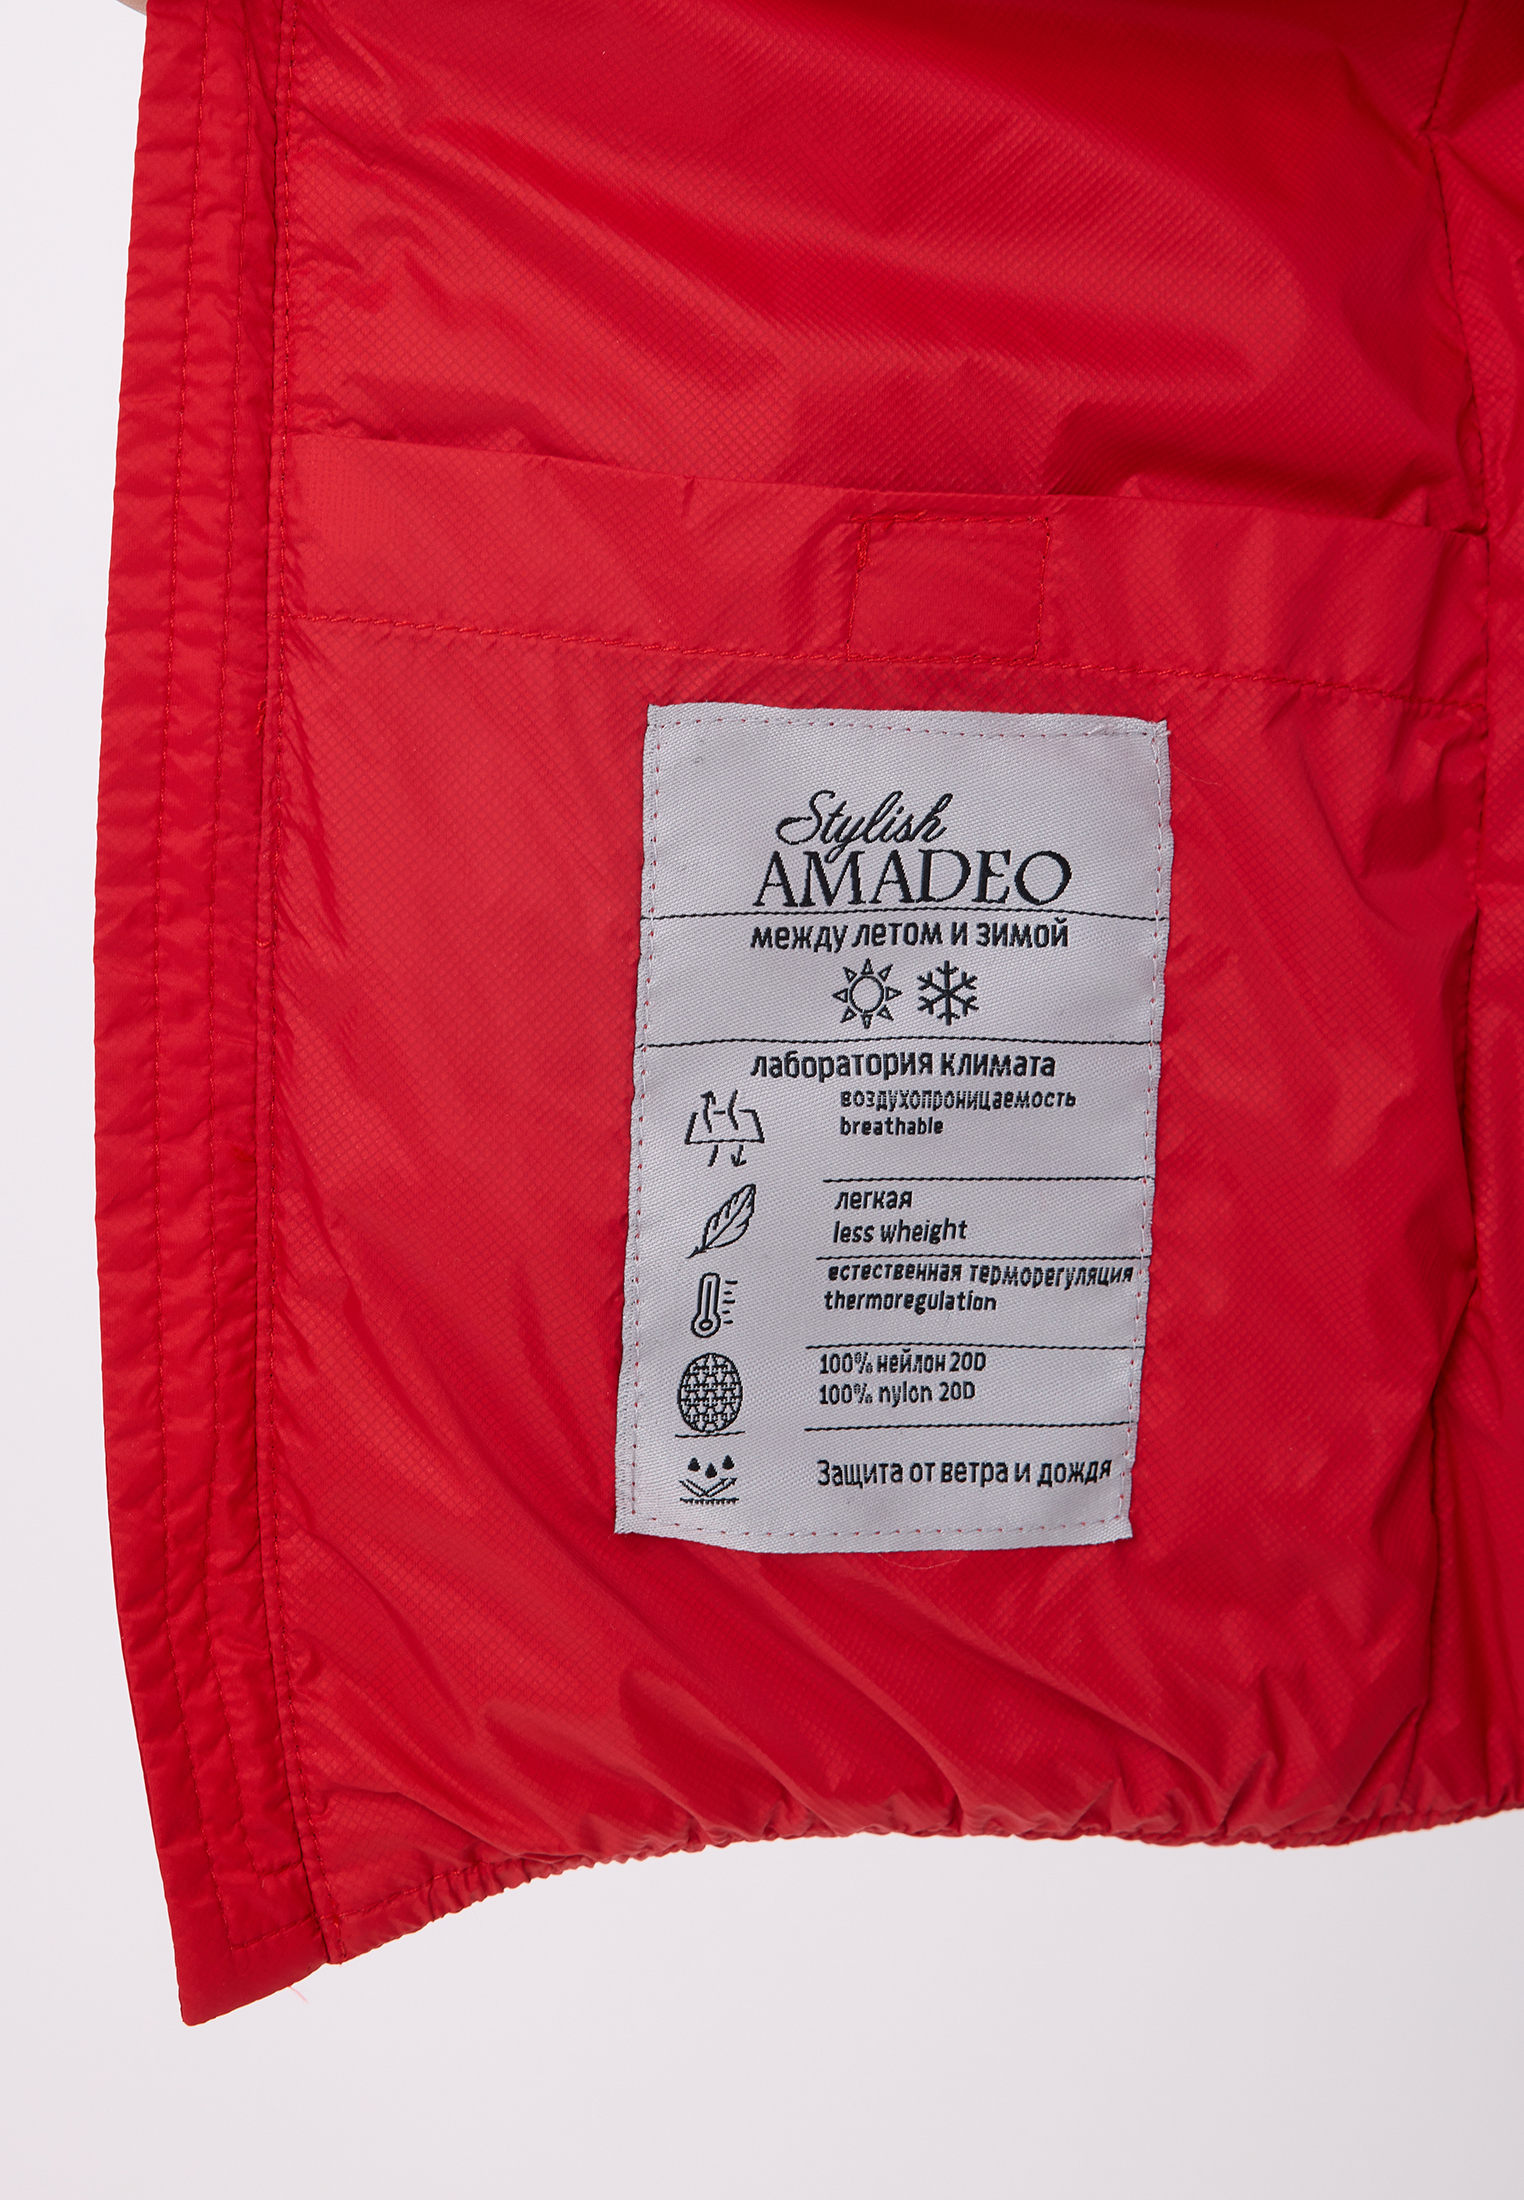 Stylish
AMADEO
между летом и зимой
лаборатория климата
воздухопроницаемость
breathable
легкая
less wheight
естественная терморегуляция
thermoregulation
100% нейлон 20D
100% nylon 20D
Защита от ветра и дождя